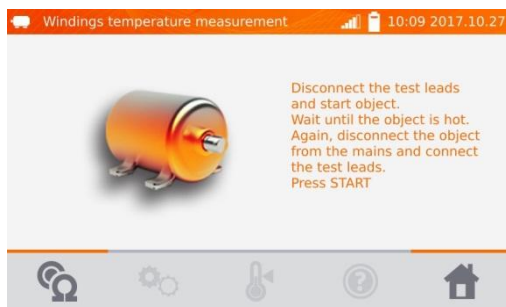 Windings temperature measurement 10:09 2017.10.27
Disconnect the test leads
and start object.
Wait until the object is hot.
Again, disconnect the object
from the mains and connect
the test leads.
Press START